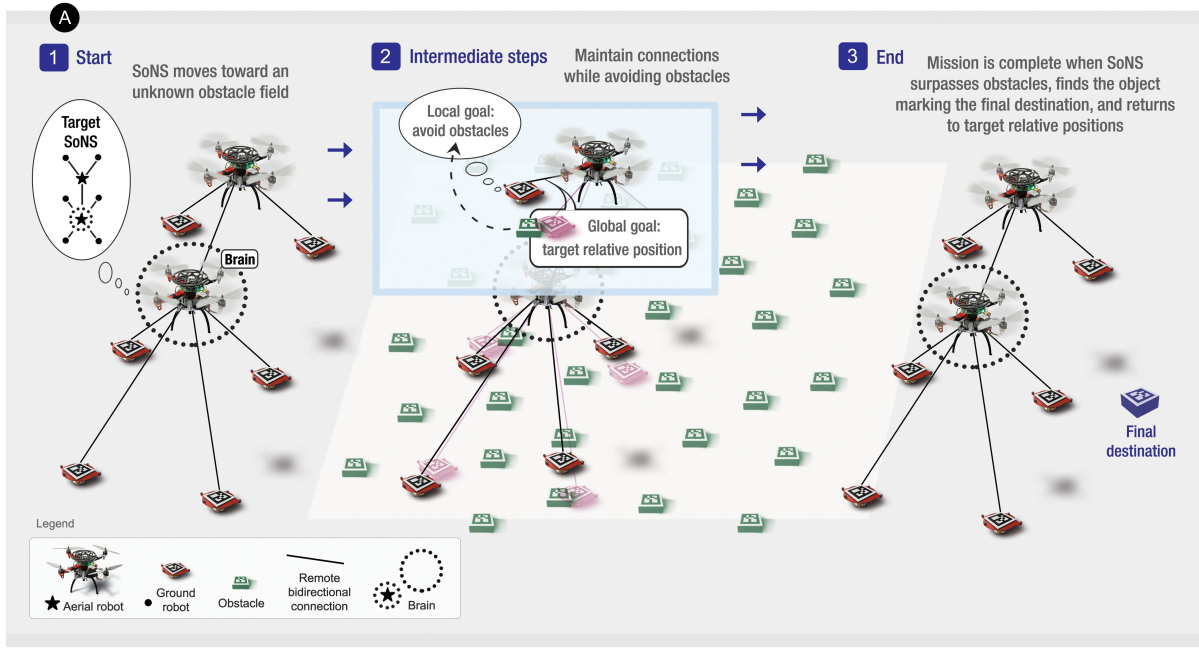 A
1 Start
SoNS moves toward an
unknown obstacle field
Target
SoNS
Brain
2 Intermediate steps
Maintain connections
while avoiding obstacles
Local goal:
avoid obstacles
Global goal:
target relative position
3 End
Mission is complete when SoNS
surpasses obstacles, finds the object
marking the final destination, and returns
to target relative positions
Final
destination
Legend
Aerial robot
Ground
robot
Obstacle
Remote
bidirectional
connection
Brain